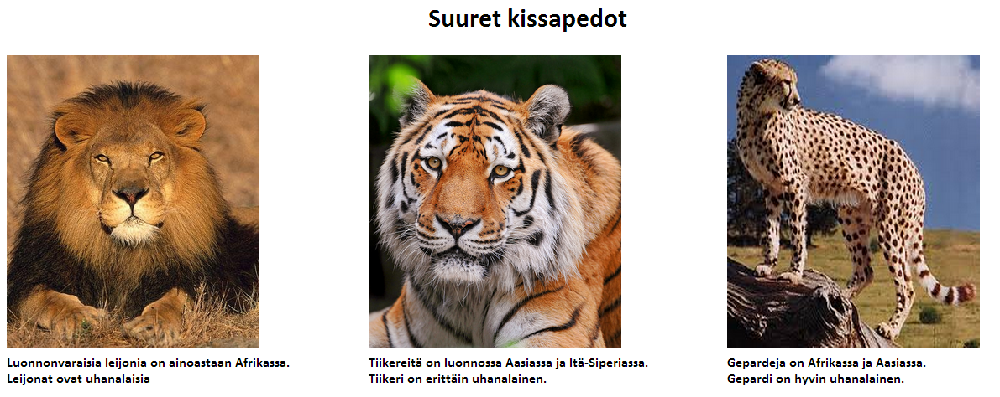 Suuret kissapedot
Luonnonvaraisia leijonia on ainoastaan Afrikassa.
Leijonat ovat uhanalaisia
Tiikereitä on luonnossa Aasiassa ja Itä-Siperiassa.
Tiikeri on erittäin uhanalainen.
Gepardeja on Afrikassa ja Aasiassa.
Gepardi on hyvin uhanalainen.